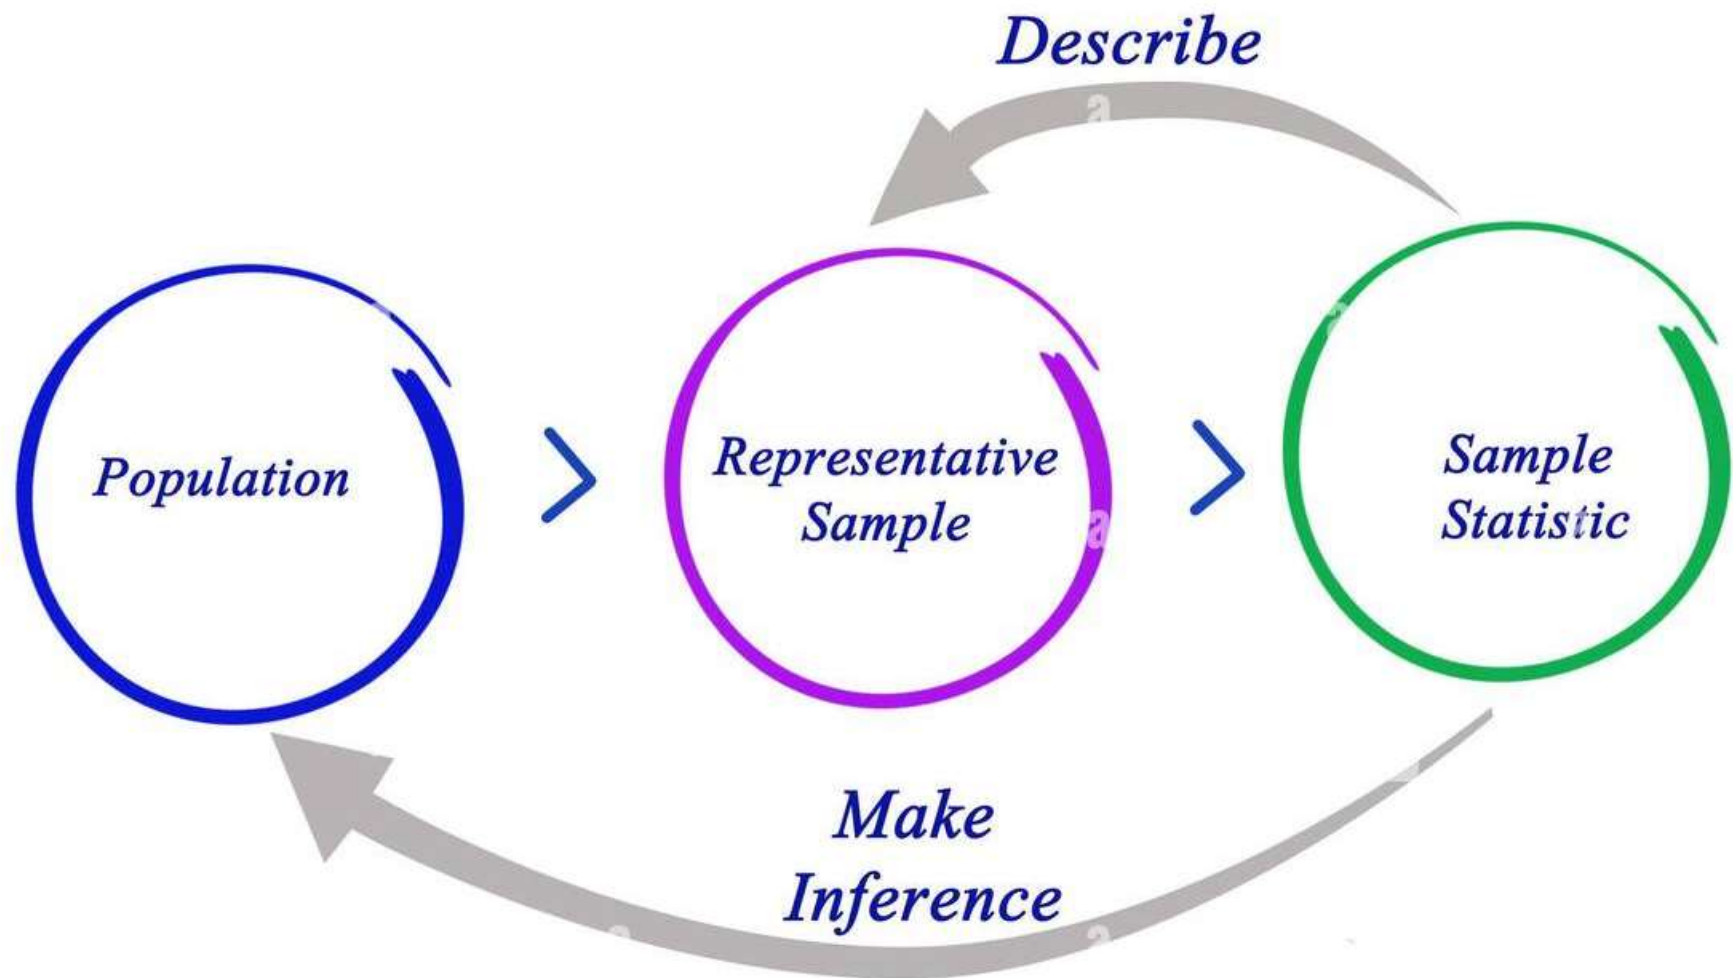 Describe
Population
Representative
Sample
Sample
Statistic
Make
Inference